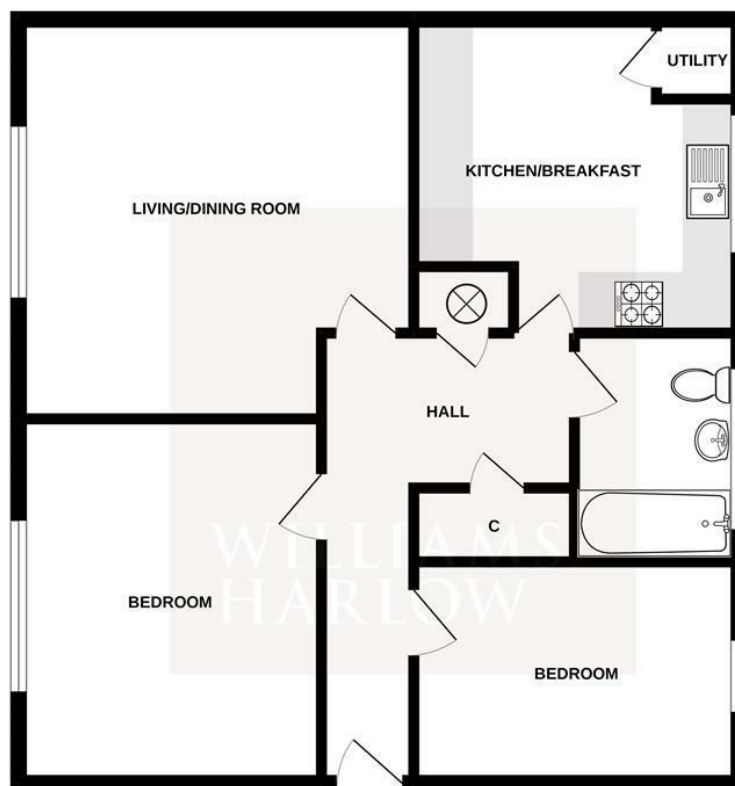 UTILITY
KITCHEN/BREAKFAST
LIVING/DINING ROOM
HALL
C
WILLIAMS
HARLOW
BEDROOM
BEDROOM